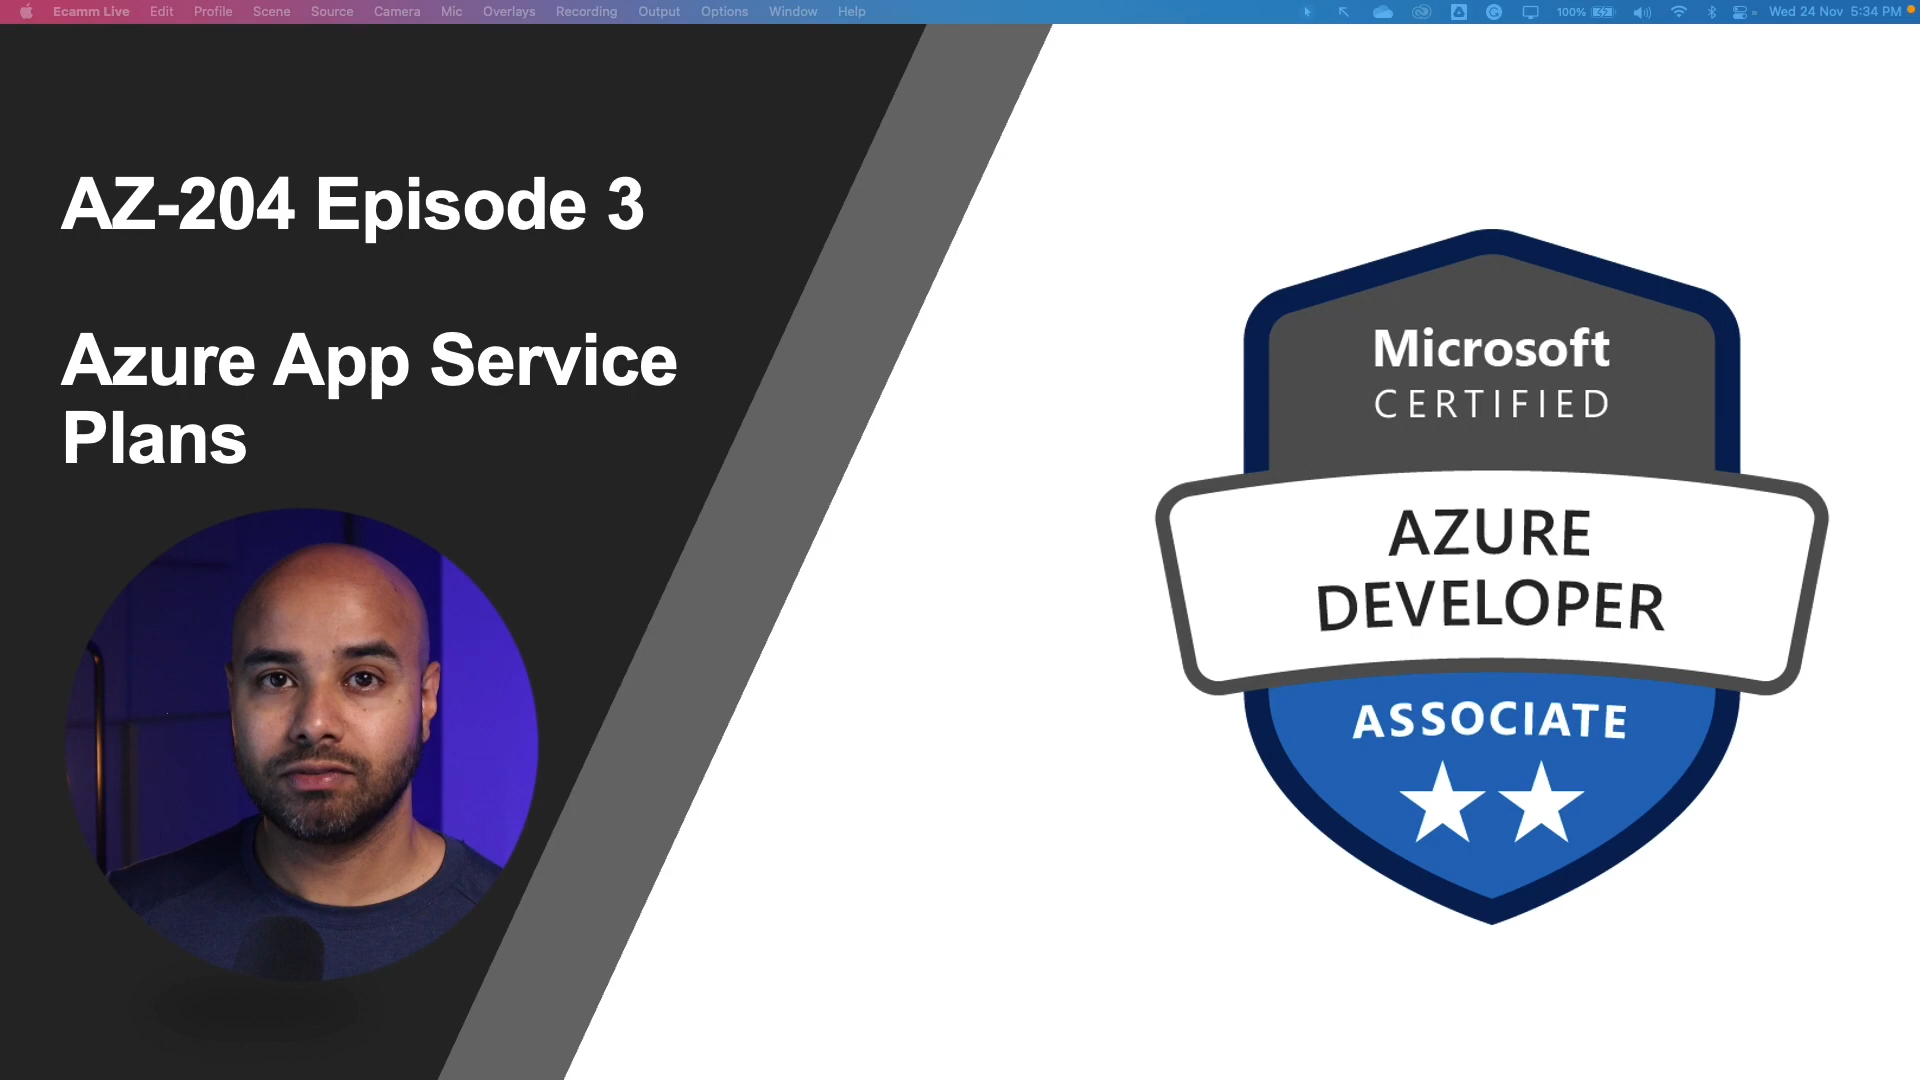 Ecamm Live Edit Profile Scene Source Camera Mic Overlays Recording Output Options Window Help 100% Wed 24 Nov 5:34 PM
AZ-204 Episode 3
Azure App Service
Plans
Microsoft
CERTIFIED
AZURE
DEVELOPER
ASSOCIATE